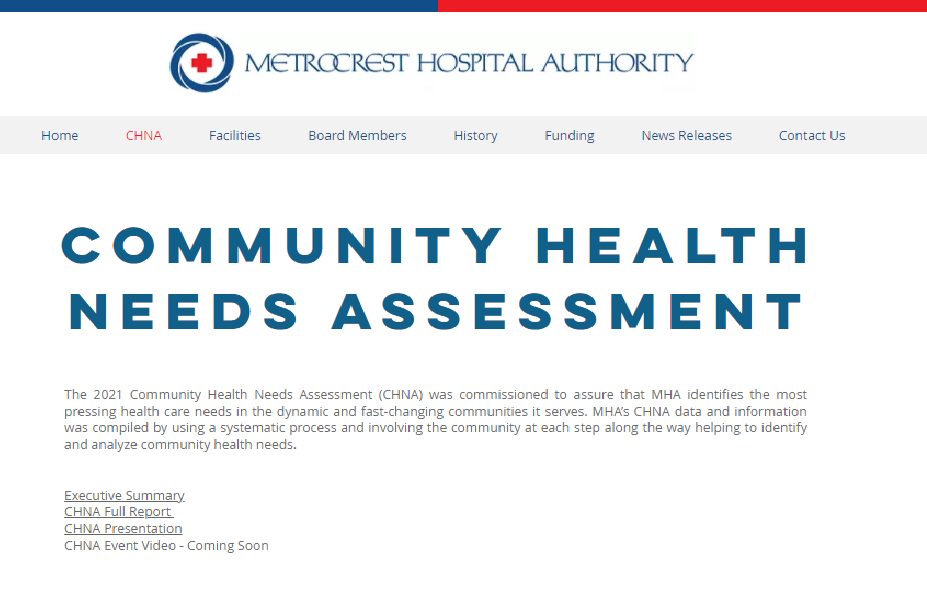 METROCREST HOSPITAL AUTHORITY
Home CHNA Facilities Board Members History Funding News Releases Contact Us
COMMUNITY HEALTH
NEEDS ASSESSMENT
The 2021 Community Health Needs Assessment (CHNA) was commissioned to assure that MHA identifies the most
pressing health care needs in the dynamic and fast-changing communities it serves. MHA's CHNA data and information
was compiled by using a systematic process and involving the community at each step along the way helping to identify
and analyze community health needs.
Executive Summary
CHNA Full Report
CHNA Presentation
CHNA Event Video - Coming Soon